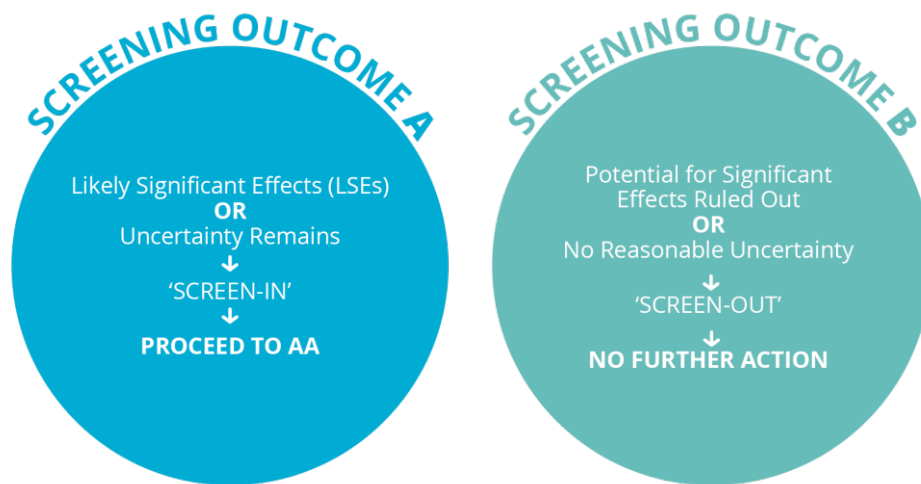 SCREENING OUTCOME A
Likely Significant Effects (LSEs)
OR
Uncertainty Remains
‘SCREEN-IN’
PROCEED TO AA
SCREENING OUTCOME B
Potential for Significant
Effects Ruled Out
OR
No Reasonable Uncertainty
‘SCREEN-OUT’
NO FURTHER ACTION